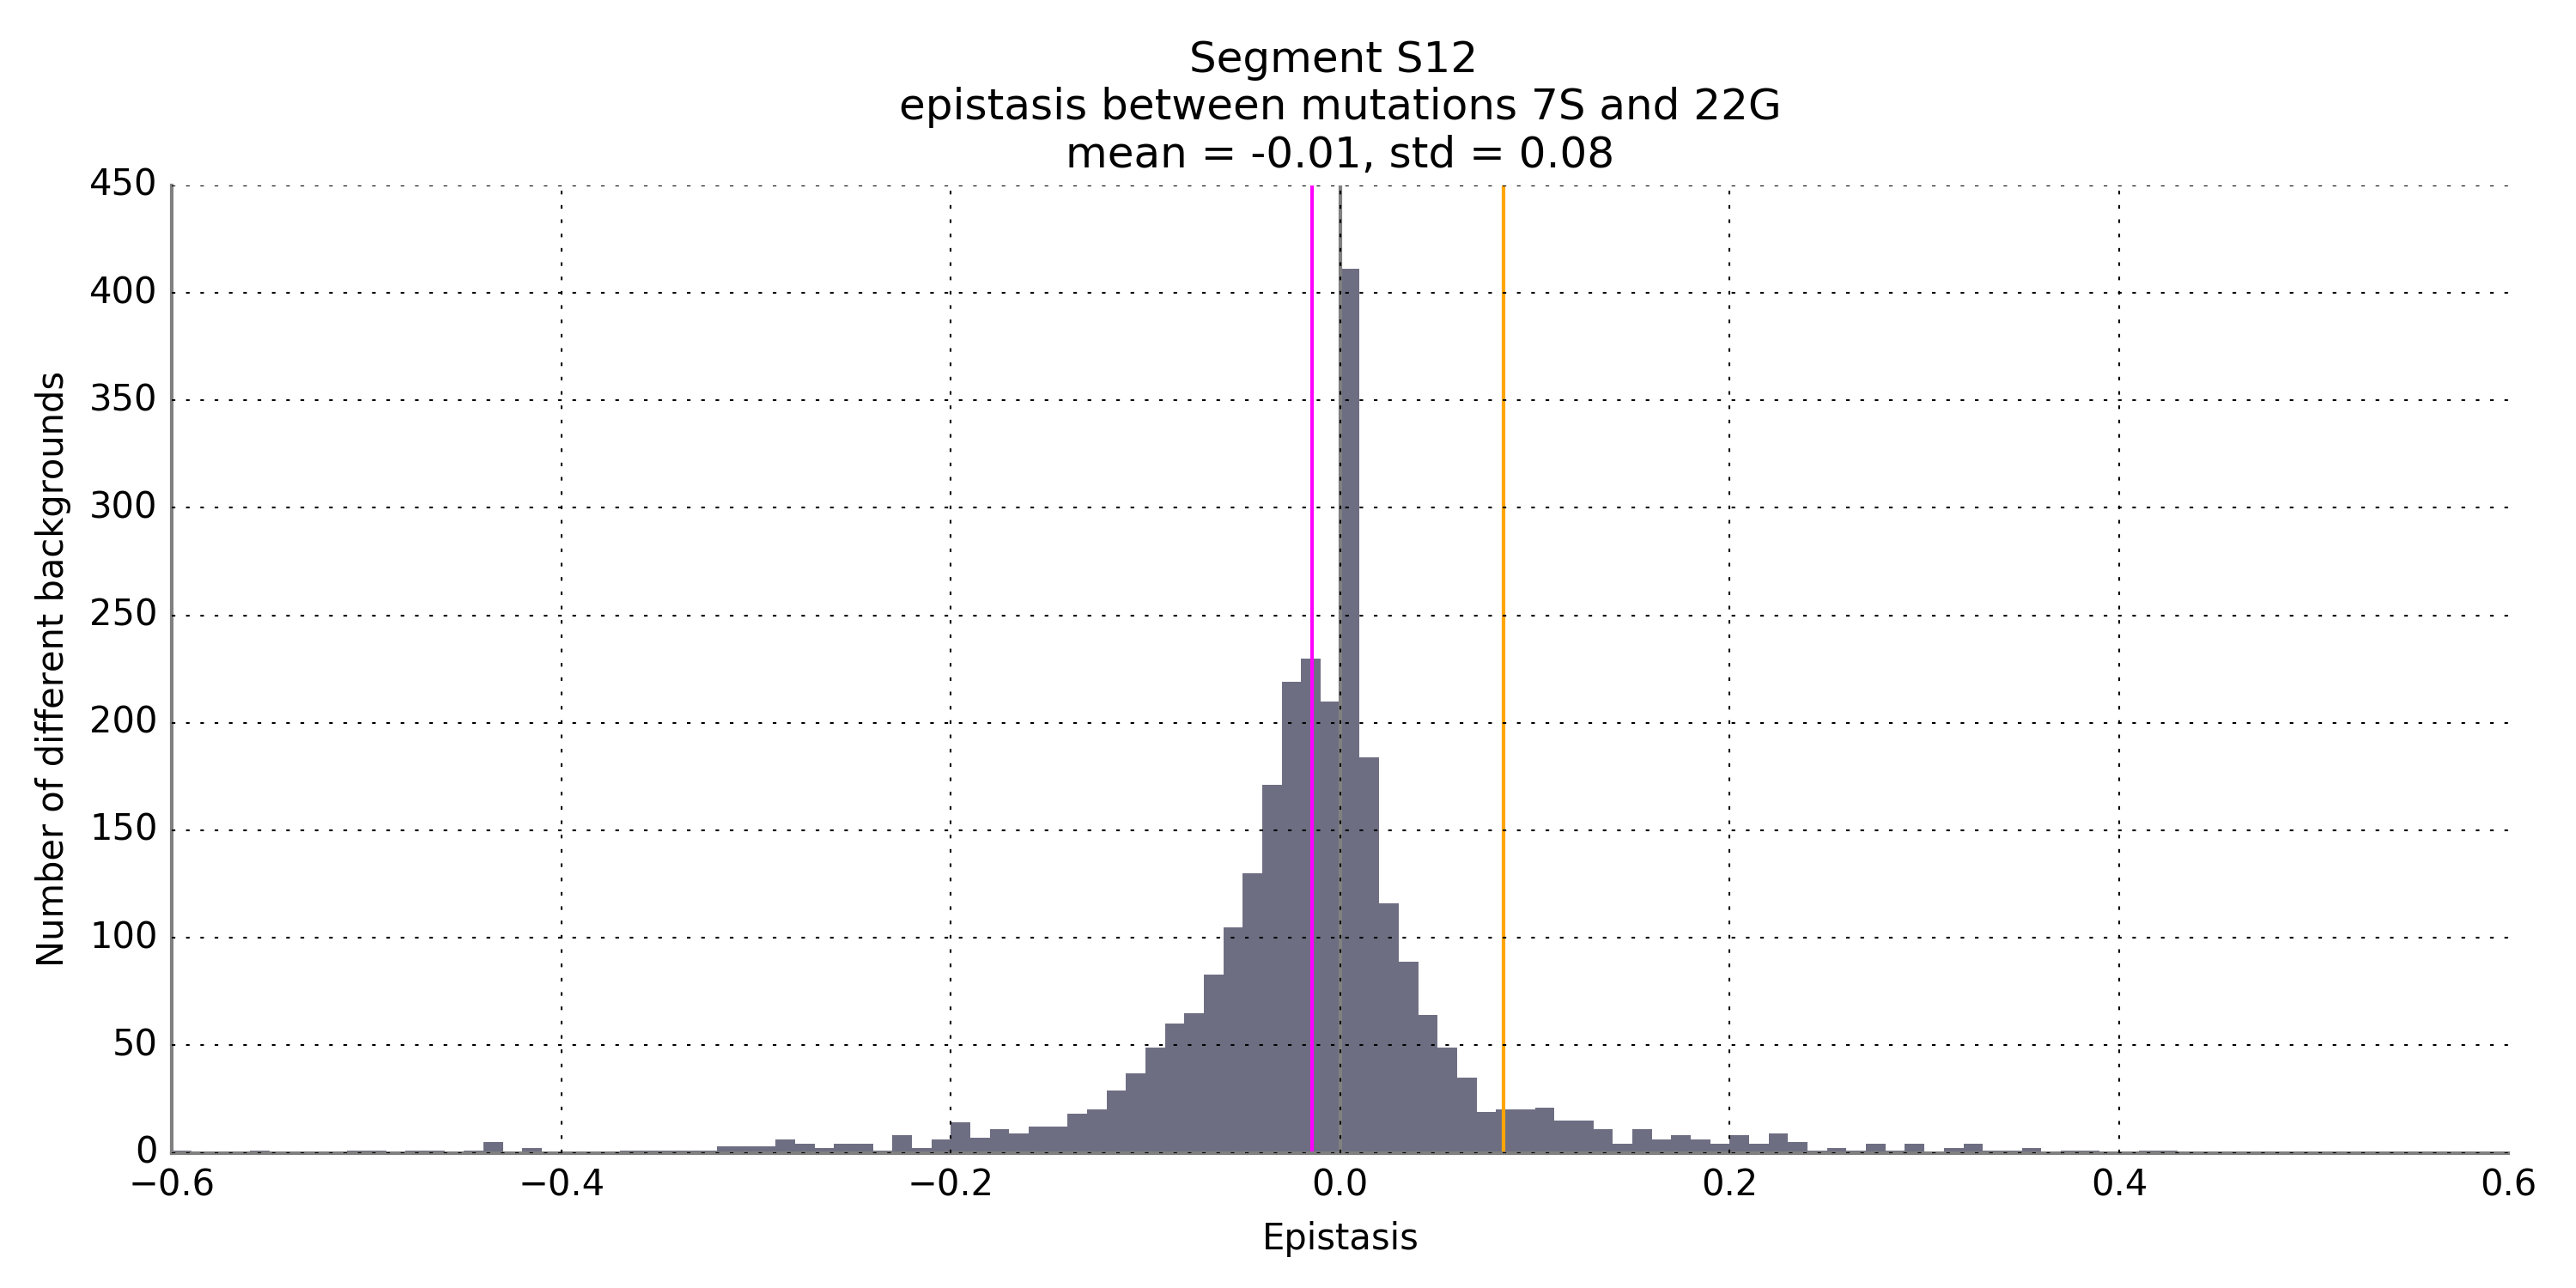 Segment S12
epistasis between mutations 7S and 22G
mean = -0.01, std = 0.08
450
400
350
300
250
200
150
100
50
0
Number of different backgrounds
−0.6 −0.4 −0.2 0.0 0.2 0.4 0.6
Epistasis